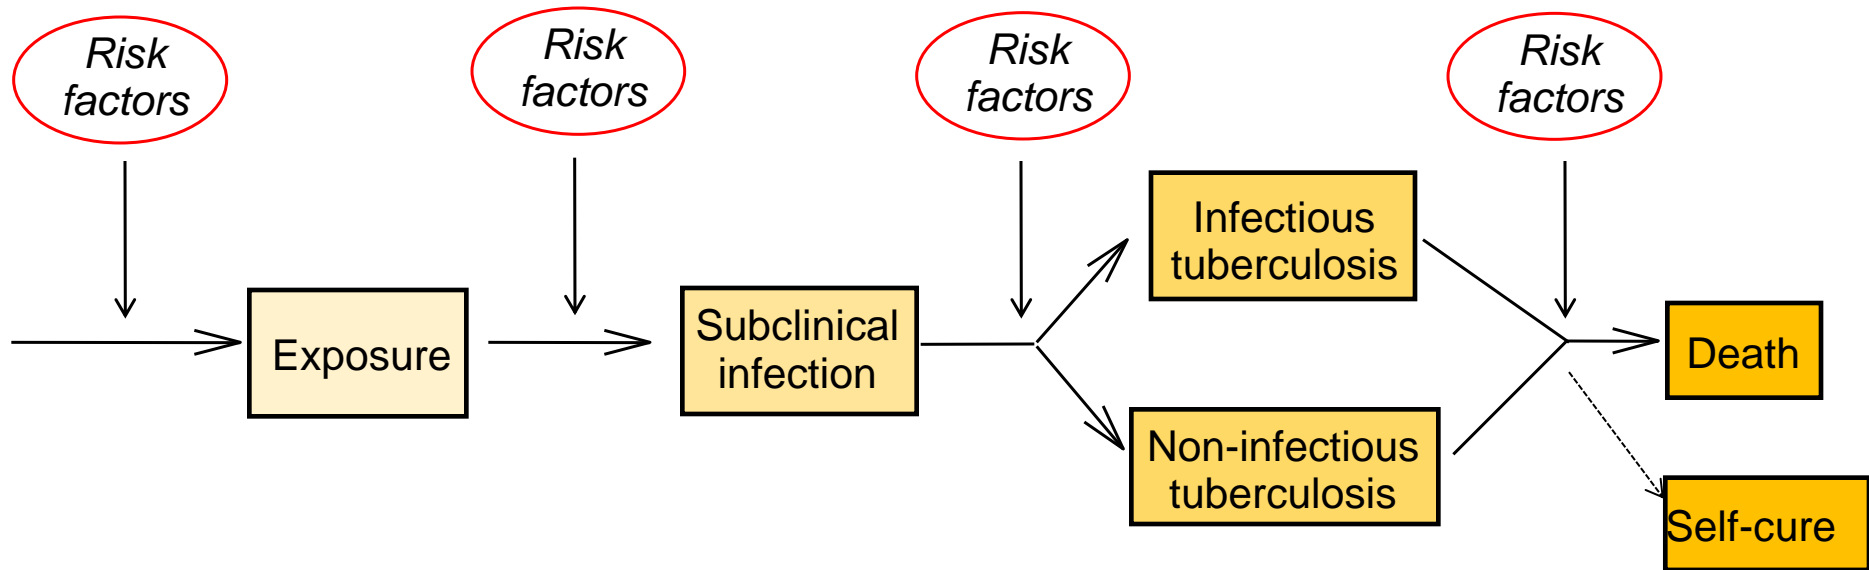 Risk
factors
Risk
factors
Risk
factors
Risk
factors
Exposure
Subclinical
infection
Infectious
tuberculosis
Non-infectious
tuberculosis
Death
Self-cure